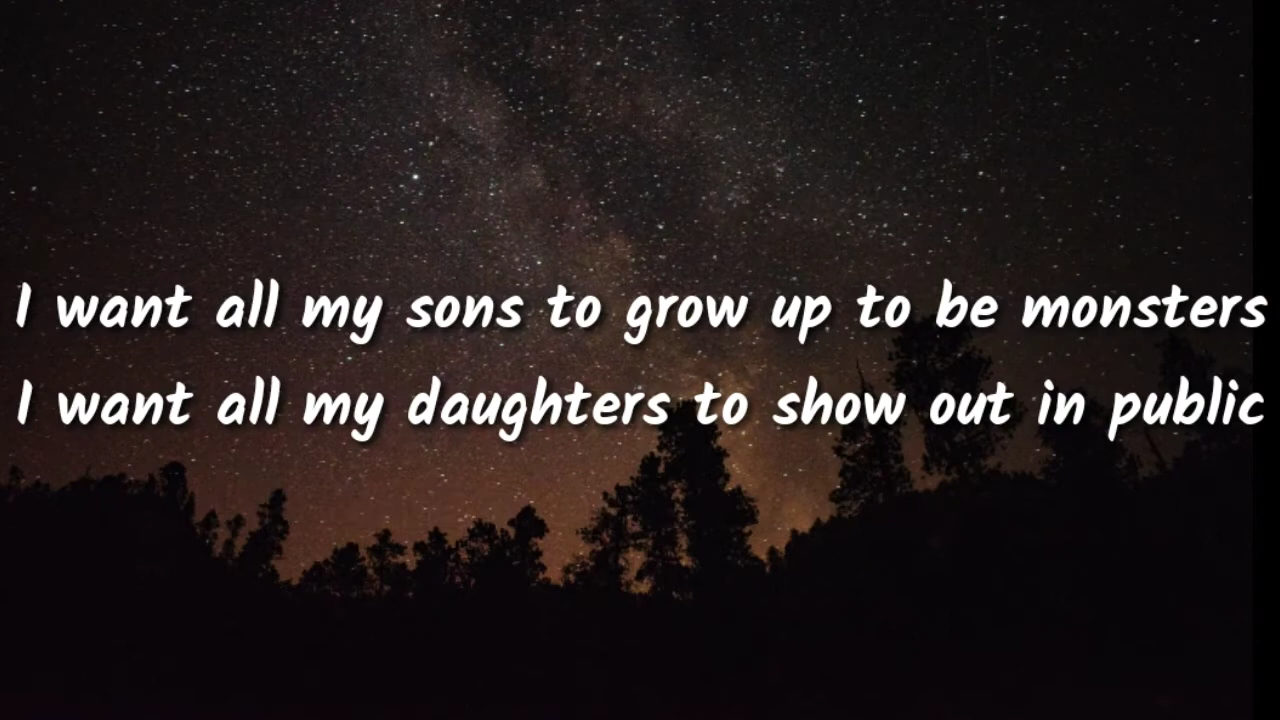 I want all my sons to grow up to be monsters
I want all my daughters to show out in public